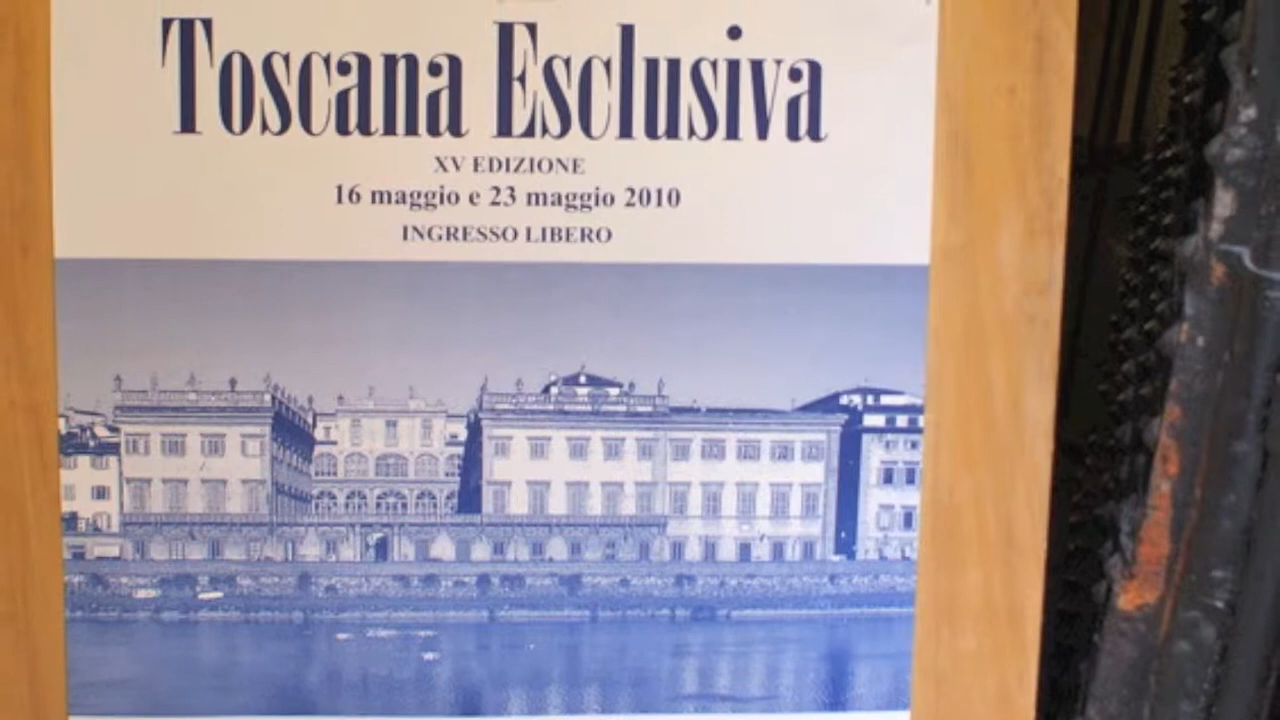 Toscana Esclusiva
XV EDIZIONE
16 maggio e 23 maggio 2010
INGRESSO LIBERO